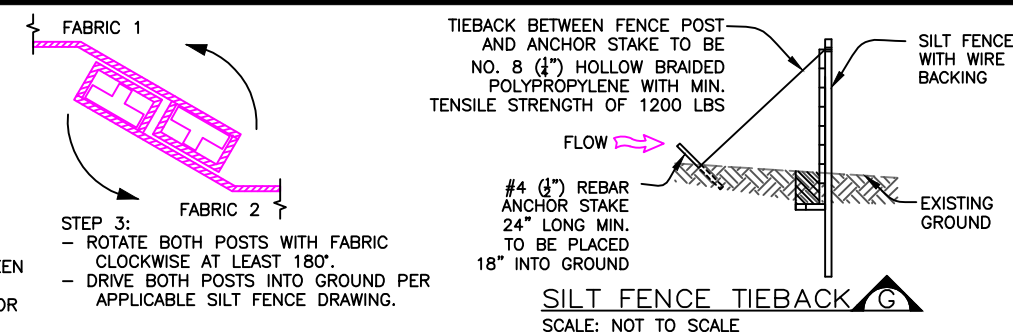 FABRIC 1
FABRIC 2
STEP 3:
– ROTATE BOTH POSTS WITH FABRIC
CLOCKWISE AT LEAST 180°.
– DRIVE BOTH POSTS INTO GROUND PER
APPLICABLE SILT FENCE DRAWING.
TIEBACK BETWEEN FENCE POST
AND ANCHOR STAKE TO BE
NO. 8 (¼") HOLLOW BRAIDED
POLYPROPYLENE WITH MIN.
TENSILE STRENGTH OF 1200 LBS
SILT FENCE
WITH WIRE
BACKING
FLOW
#4 (½") REBAR
ANCHOR STAKE
24" LONG MIN.
TO BE PLACED
18" INTO GROUND
EXISTING
GROUND
SILT FENCE TIEBACK G
SCALE: NOT TO SCALE
EEN
OR